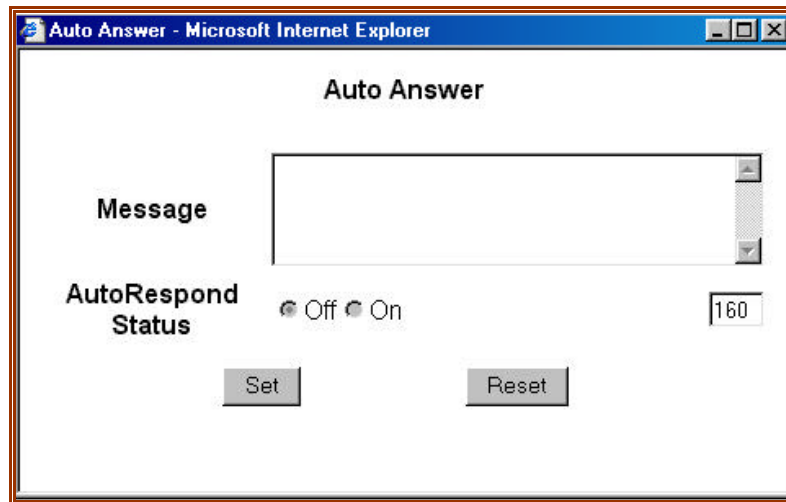 Auto Answer - Microsoft Internet Explorer
Auto Answer
Message
AutoRespond
Status
Off On
160
Set Reset